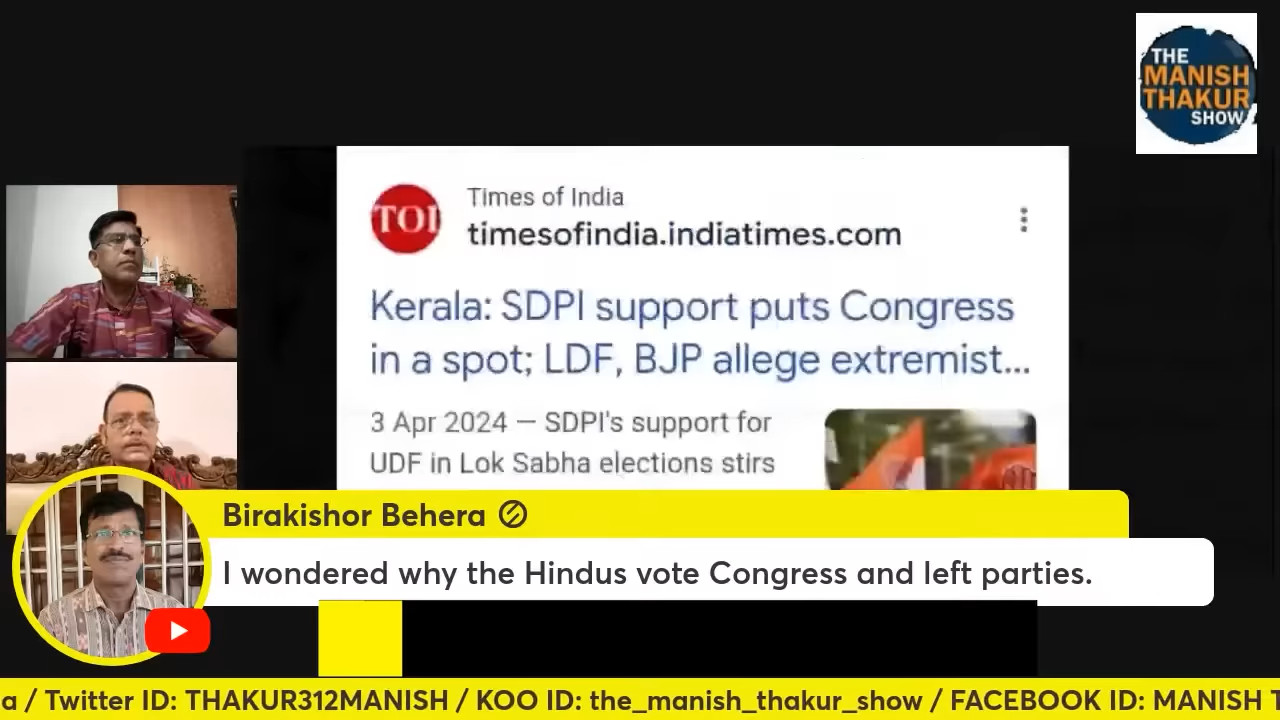 THE
MANISH
THAKUR
SHOW
TOI
Times of India
timesofindia.indiatimes.com
Kerala: SDPI support puts Congress
in a spot; LDF, BJP allege extremist...
3 Apr 2024 — SDPI's support for
UDF in Lok Sabha elections stirs
Birakishor Behera
I wondered why the Hindus vote Congress and left parties.
a / Twitter ID: THAKUR312MANISH / KOO ID: the_manish_thakur_show / FACEBOOK ID: MANISH T